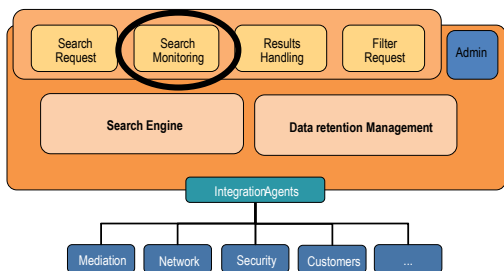 Search
Request
Search
Monitoring
Results
Handling
Filter
Request
Admin
Search Engine
Data retention Management
IntegrationAgents
Mediation
Network
Security
Customers
...